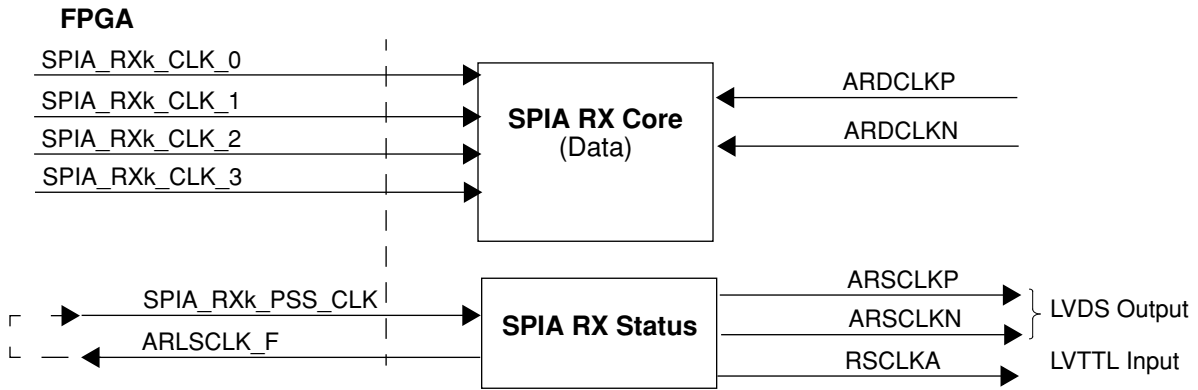 FPGA
SPIA_RXk_CLK_0
SPIA_RXk_CLK_1
SPIA_RXk_CLK_2
SPIA_RXk_CLK_3
SPIA RX Core
(Data)
ARDCLKP
ARDCLKN
SPIA_RXk_PSS_CLK
ARLSCLK_F
SPIA RX Status
ARSCLKP
ARSCLKN
RSCLKA
LVDS Output
LVTTL Input